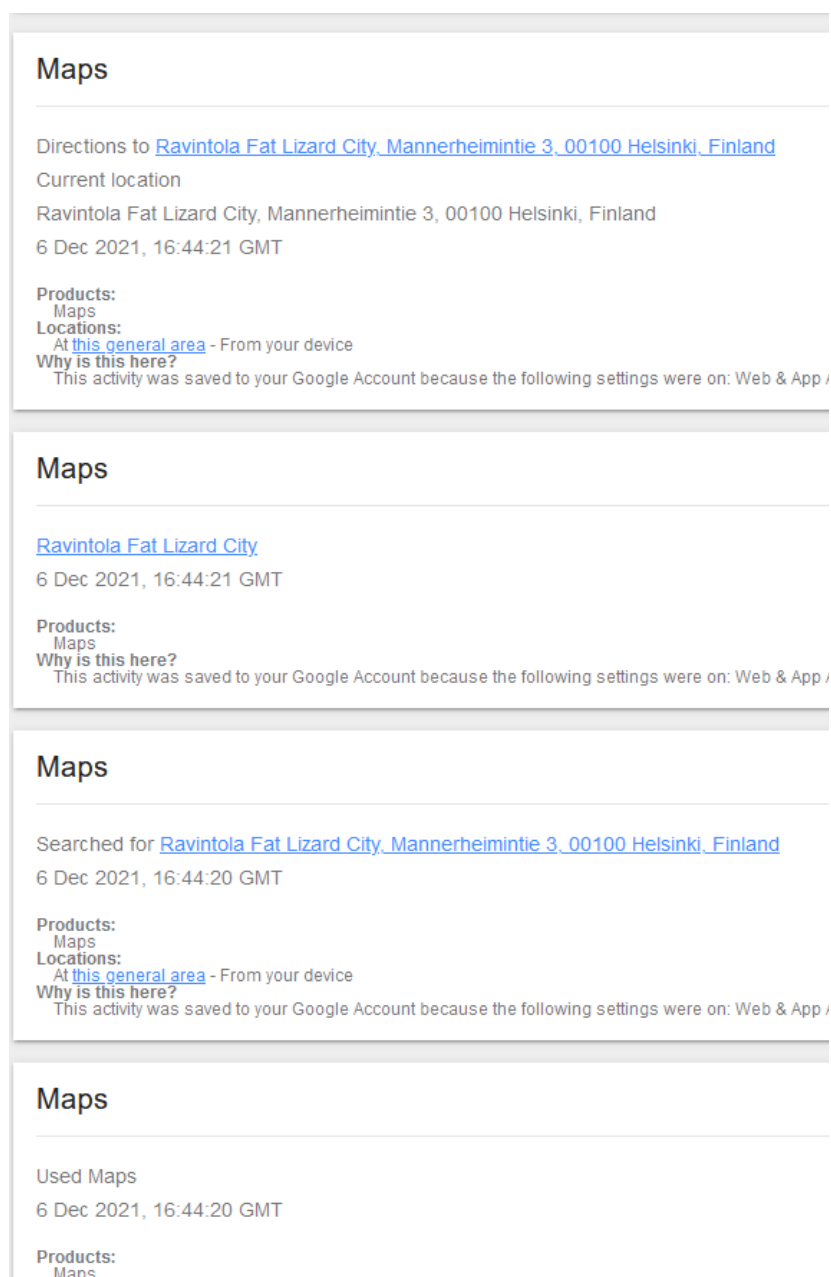 Maps
Directions to Ravintola Fat Lizard City, Mannerheimintie 3, 00100 Helsinki, Finland
Current location
Ravintola Fat Lizard City, Mannerheimintie 3, 00100 Helsinki, Finland
6 Dec 2021, 16:44:21 GMT
Products:
Maps
Locations:
At this general area - From your device
Why is this here?
This activity was saved to your Google Account because the following settings were on: Web & App
Maps
Ravintola Fat Lizard City
6 Dec 2021, 16:44:21 GMT
Products:
Maps
Why is this here?
This activity was saved to your Google Account because the following settings were on: Web & App
Maps
Searched for Ravintola Fat Lizard City, Mannerheimintie 3, 00100 Helsinki, Finland
6 Dec 2021, 16:44:20 GMT
Products:
Maps
Locations:
At this general area - From your device
Why is this here?
This activity was saved to your Google Account because the following settings were on: Web & App
Maps
Used Maps
6 Dec 2021, 16:44:20 GMT
Products:
Maps